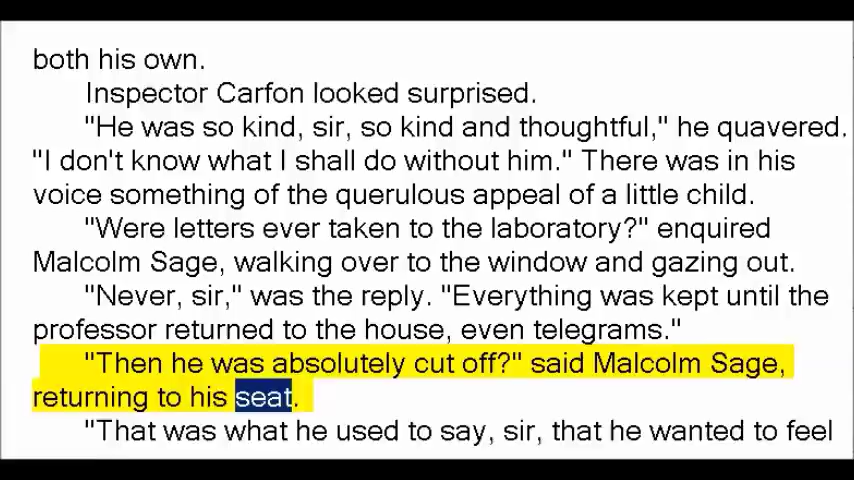 both his own.
Inspector Carfon looked surprised.
"He was so kind, sir, so kind and thoughtful," he quavered.
"I don't know what I shall do without him." There was in his
voice something of the querulous appeal of a little child.
"Were letters ever taken to the laboratory?" enquired
Malcolm Sage, walking over to the window and gazing out.
"Never, sir," was the reply. "Everything was kept until the
professor returned to the house, even telegrams."
"Then he was absolutely cut off?" said Malcolm Sage,
returning to his seat.
"That was what he used to say, sir, that he wanted to feel